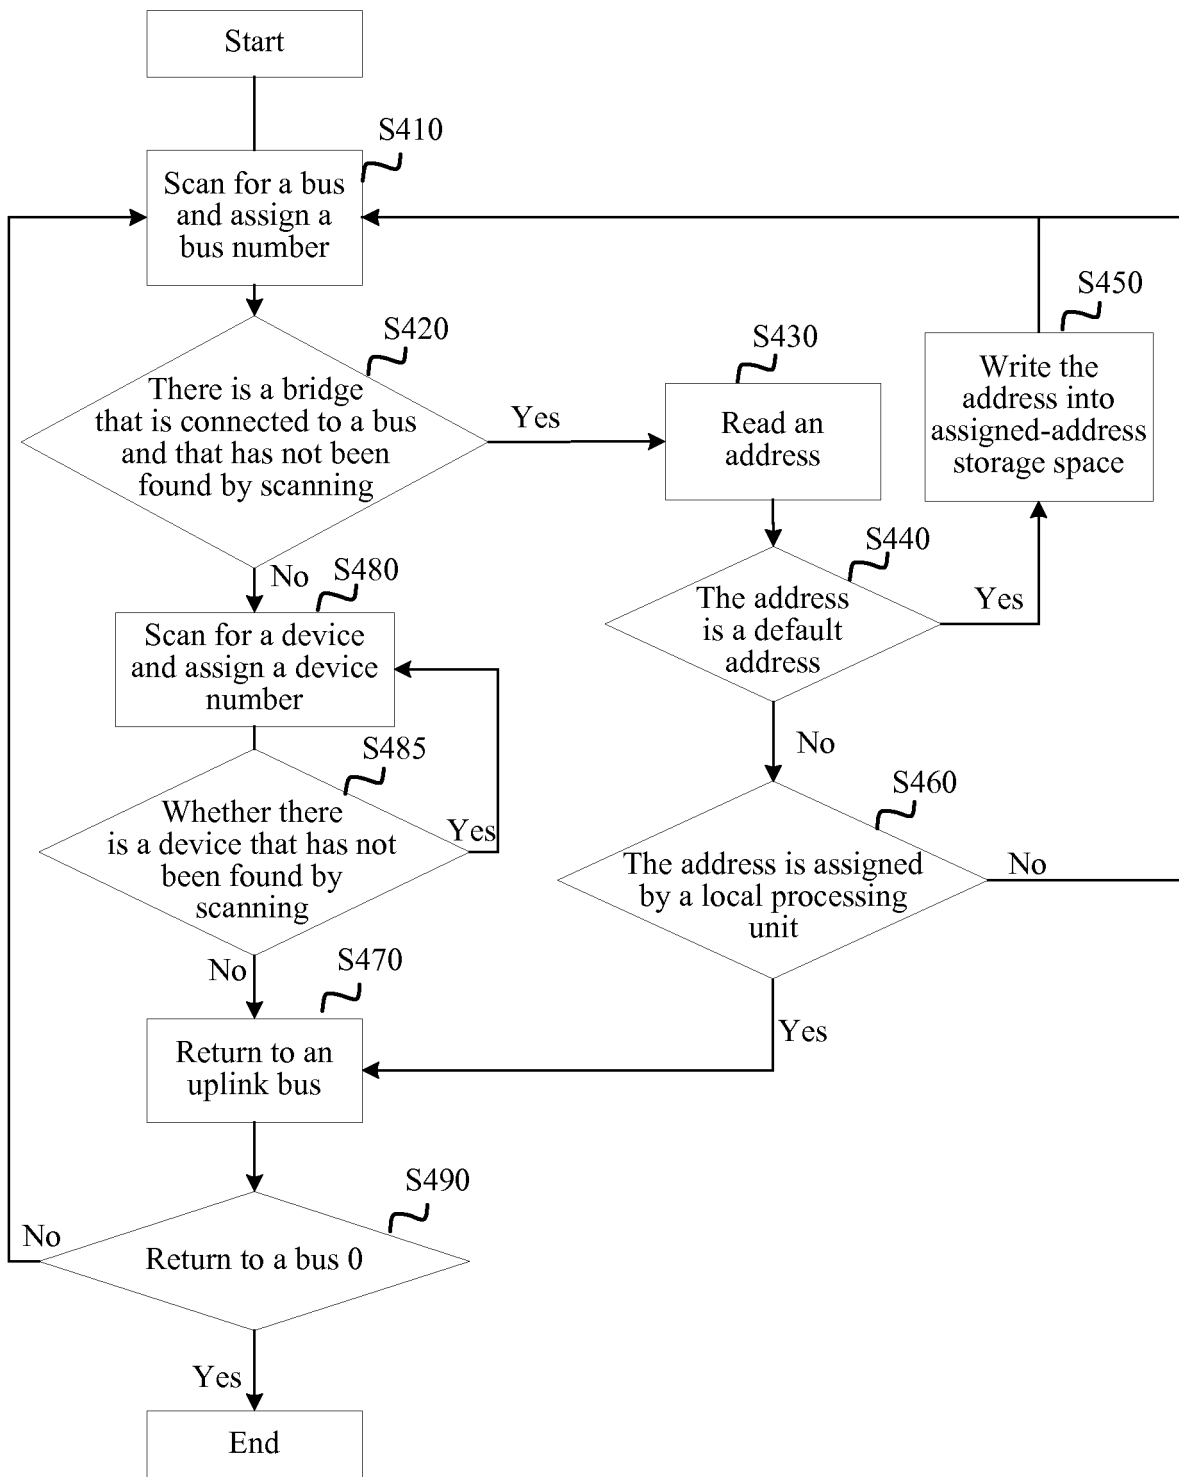 Start
S410
Scan for a bus
and assign a
bus number
S420
There is a bridge
that is connected to a bus
and that has not been
found by scanning
Yes
No
S430
Read an
address
S440
The address
is a default
address
Yes
No
S450
Write the
address into
assigned-address
storage space
S460
The address is assigned
by a local processing
unit
No
Yes
S480
Scan for a device
and assign a device
number
S485
Whether there
is a device that has not
been found by
scanning
Yes
No
S470
Return to an
uplink bus
S490
Return to a bus 0
No
Yes
End